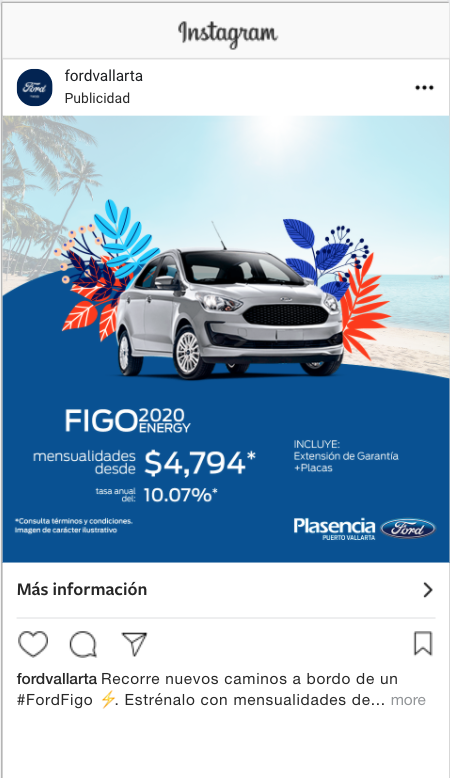 Instagram
fordvallarta
Publicidad
Ford
FIGO 2020
ENERGY
mensualidades
desde $4,794*
tasa anual
del: 10.07%*
INCLUYE:
Extensión de Garantía
+Placas
*Consulta términos y condiciones.
Imagen de carácter ilustrativo
Plasencia
PUERTO VALLARTA
Ford
Más información
fordvallarta Recorre nuevos caminos a bordo de un
#FordFigo ⚡. Estrénalo con mensualidades de... more